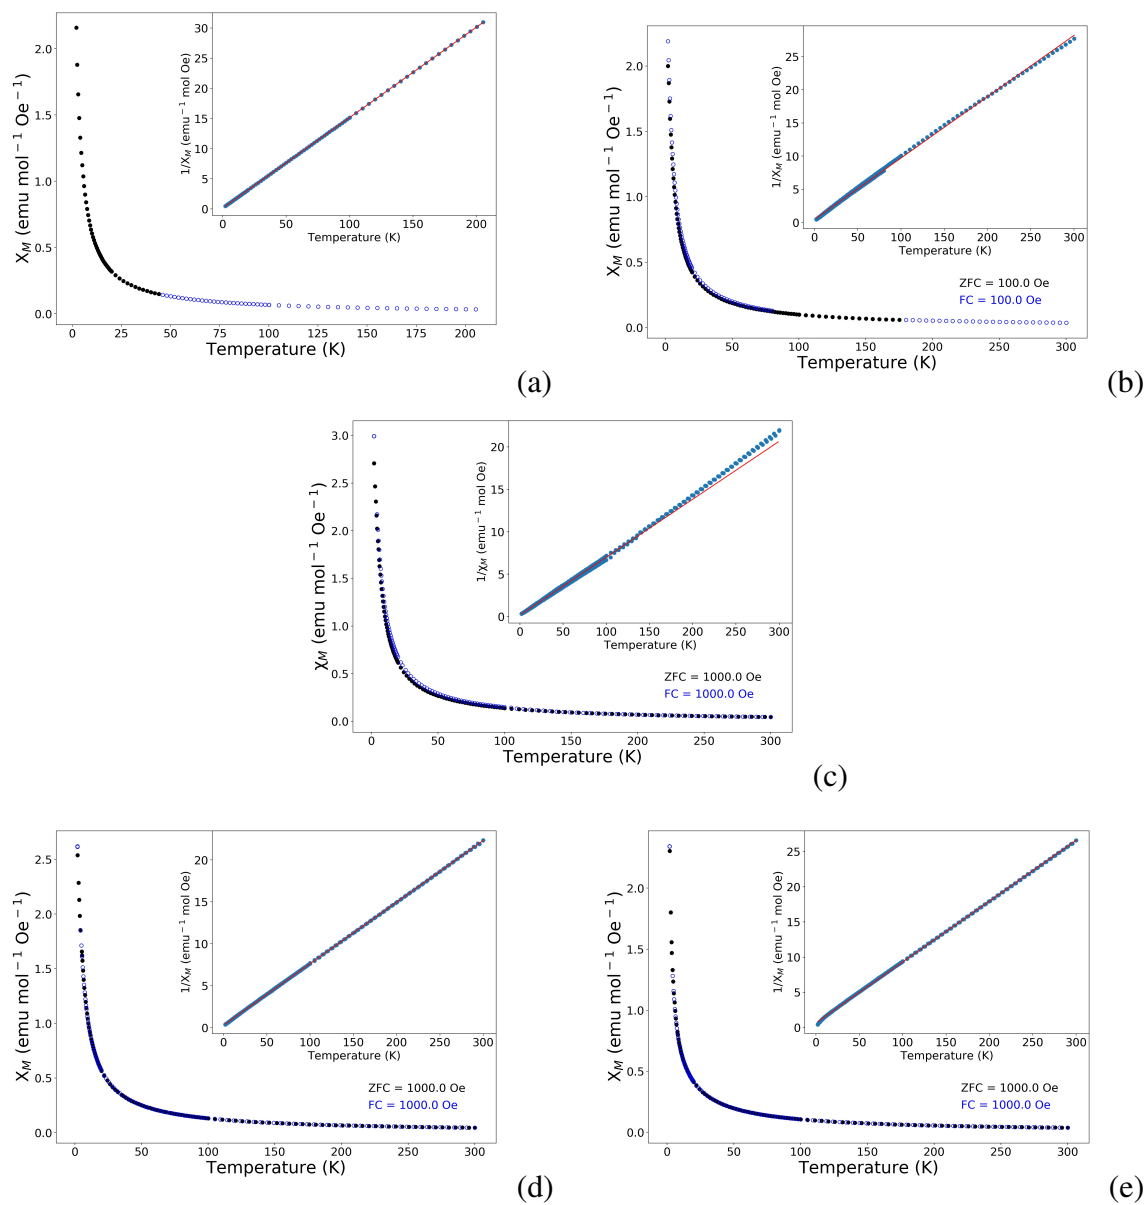 2.0
1.5
1.0
0.5
0.0
0 25 50 75 100 125 150 175 200
X_M (emu mol⁻¹ Oe⁻¹)
Temperature (K)
30
25
20
15
10
5
0
0 50 100 150 200
1/X_M (emu⁻¹ mol Oe)
Temperature (K)
(a)
2.0
1.5
1.0
0.5
0.0
0 50 100 150 200 250 300
X_M (emu mol⁻¹ Oe⁻¹)
Temperature (K)
25
20
15
10
5
0
0 50 100 150 200 250 300
1/X_M (emu⁻¹ mol Oe)
Temperature (K)
ZFC = 100.0 Oe
FC = 100.0 Oe
(b)
3.0
2.5
2.0
1.5
1.0
0.5
0.0
0 50 100 150 200 250 300
χ_M (emu mol⁻¹ Oe⁻¹)
Temperature (K)
20
15
10
5
0
0 50 100 150 200 250 300
1/χ_M (emu⁻¹ mol Oe)
Temperature (K)
ZFC = 1000.0 Oe
FC = 1000.0 Oe
(c)
2.5
2.0
1.5
1.0
0.5
0.0
0 50 100 150 200 250 300
X_M (emu mol⁻¹ Oe⁻¹)
Temperature (K)
20
15
10
5
0
0 50 100 150 200 250 300
1/X_M (emu⁻¹ mol Oe)
Temperature (K)
ZFC = 1000.0 Oe
FC = 1000.0 Oe
(d)
2.0
1.5
1.0
0.5
0.0
0 50 100 150 200 250 300
X_M (emu mol⁻¹ Oe⁻¹)
Temperature (K)
25
20
15
10
5
0
0 50 100 150 200 250 300
1/X_M (emu⁻¹ mol Oe)
Temperature (K)
ZFC = 1000.0 Oe
FC = 1000.0 Oe
(e)